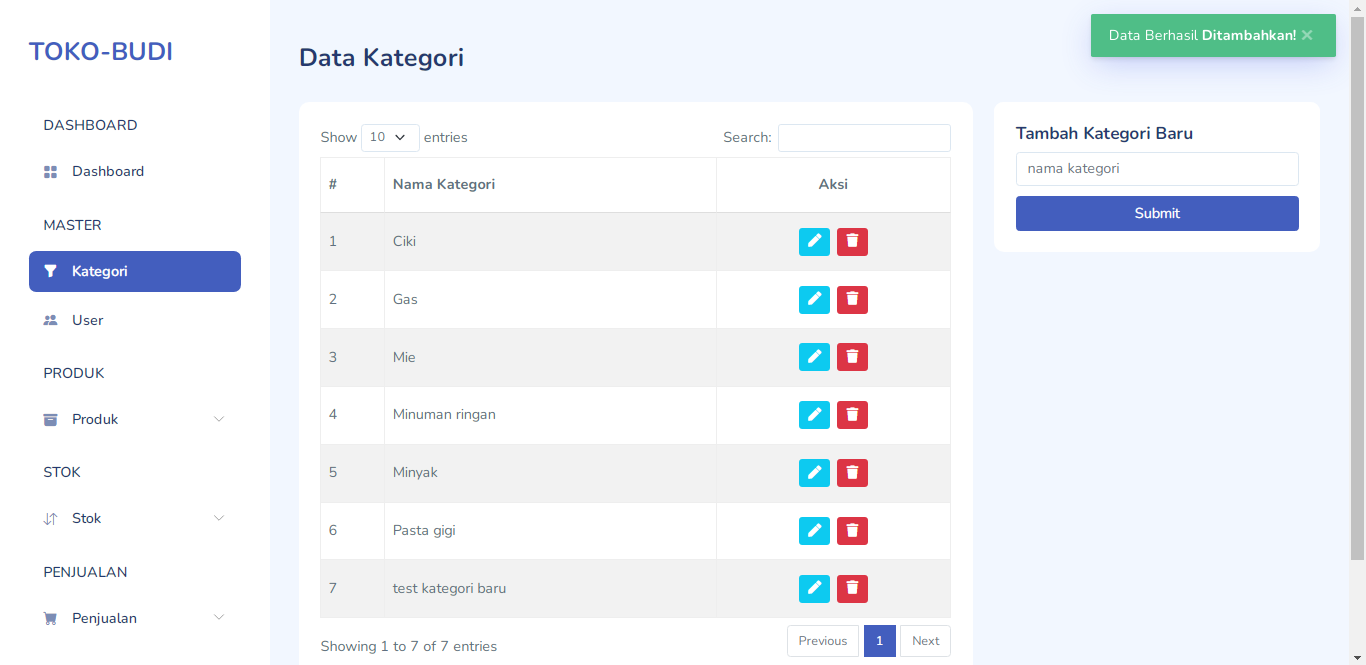 TOKO-BUDI
DASHBOARD
Dashboard
MASTER
Kategori
User
PRODUK
Produk
STOK
Stok
PENJUALAN
Penjualan
Data Kategori
Data Berhasil Ditambahkan! ×
Show 10 entries
Search:
# Nama Kategori Aksi
1 Ciki
2 Gas
3 Mie
4 Minuman ringan
5 Minyak
6 Pasta gigi
7 test kategori baru
Showing 1 to 7 of 7 entries
Previous 1 Next
Tambah Kategori Baru
nama kategori
Submit